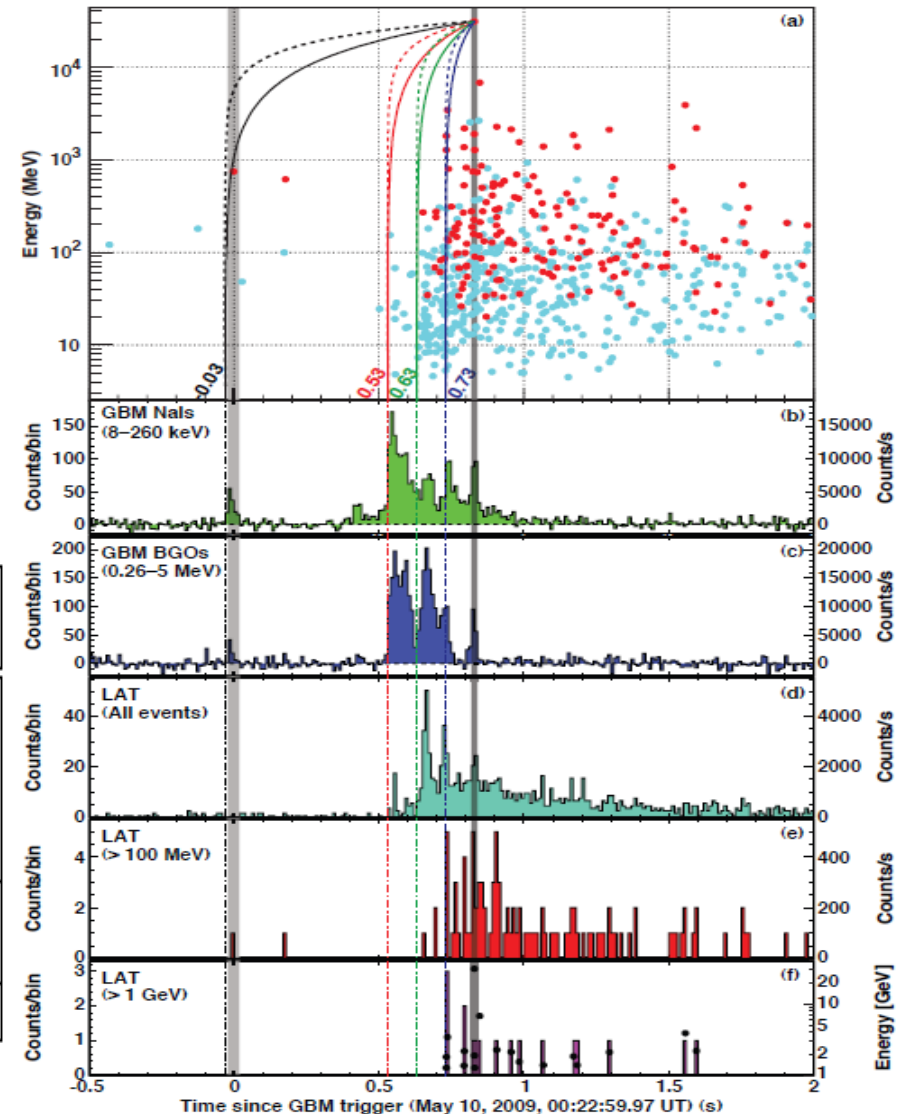 (a)
Energy (MeV)
10⁴
10³
10²
10
-0.03
0.53
0.63
0.73
GBM NaIs
(8–260 keV)
(b)
Counts/bin
150
100
50
0
15000
10000
5000
0
Counts/s
GBM BGOs
(0.26–5 MeV)
(c)
Counts/bin
200
150
100
50
0
20000
15000
10000
5000
0
Counts/s
LAT
(All events)
(d)
Counts/bin
40
20
0
4000
2000
0
Counts/s
LAT
(> 100 MeV)
(e)
Counts/bin
4
2
0
400
200
0
Counts/s
LAT
(> 1 GeV)
(f)
Counts/bin
3
2
1
0
20
10
5
2
1
Energy [GeV]
-0.5
0
0.5
1
1.5
2
Time since GBM trigger (May 10, 2009, 00:22:59.97 UT) (s)